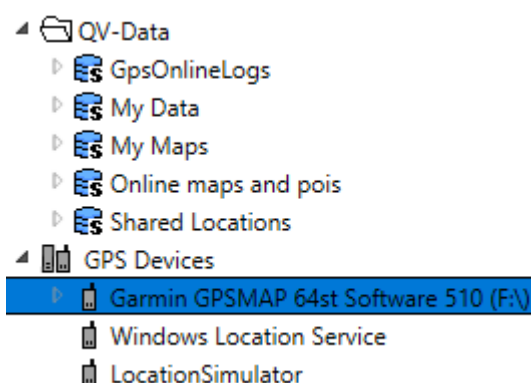 QV-Data
GpsOnlineLogs
My Data
My Maps
Online maps and pois
Shared Locations
GPS Devices
Garmin GPSMAP 64st Software 510 (F:\)
Windows Location Service
LocationSimulator